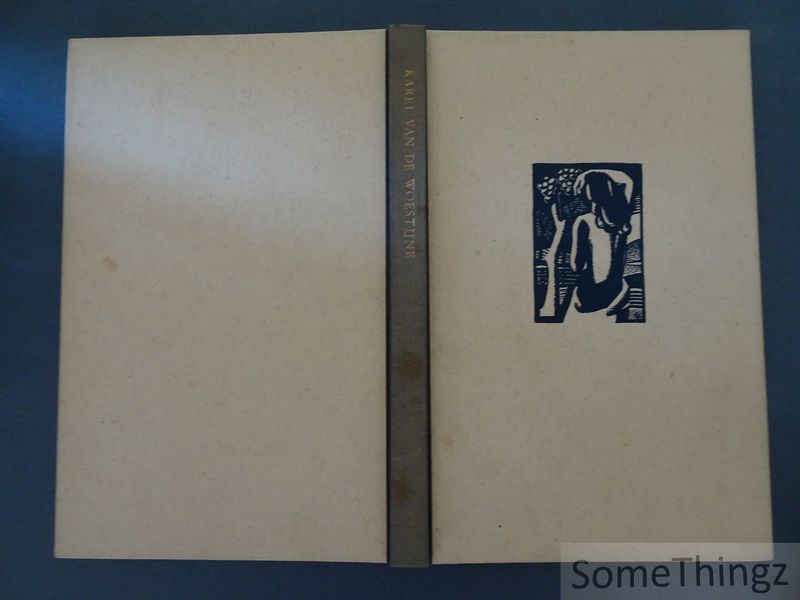 KAREL VAN DE WOESTIJNE
SomeThingz